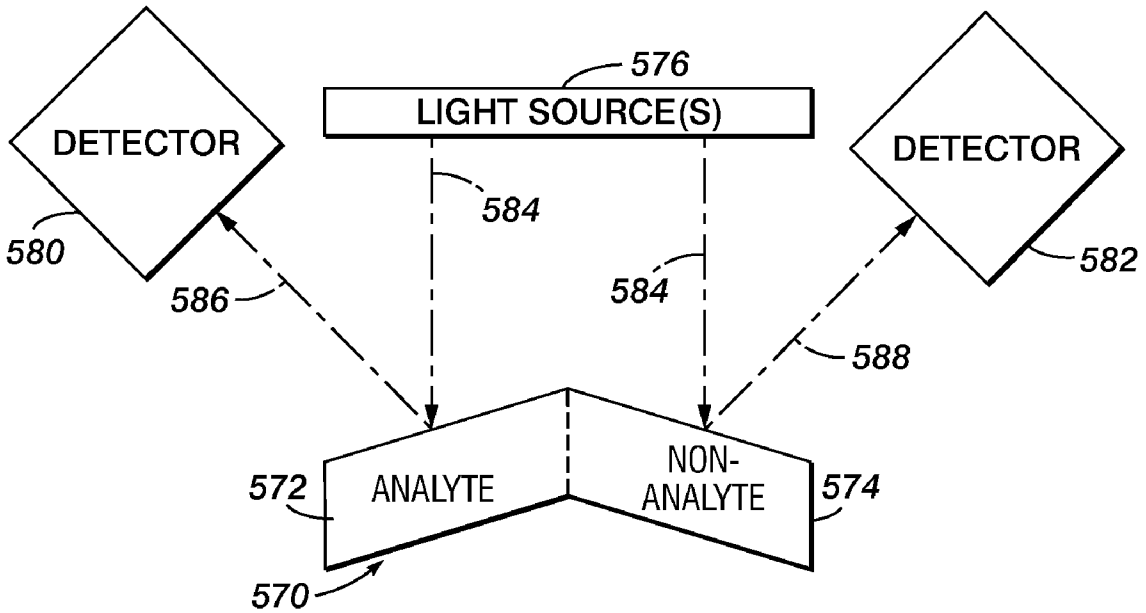 576
LIGHT SOURCE(S)
DETECTOR
DETECTOR
584
580
582
586
584
588
572
ANALYTE
NON-
ANALYTE
574
570